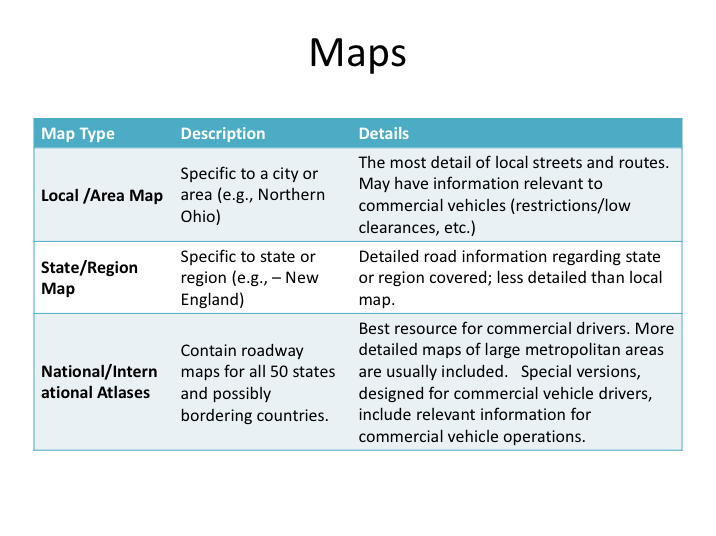 Maps
Map Type
Description
Details
Local /Area Map
Specific to a city or
area (e.g., Northern
Ohio)
The most detail of local streets and routes.
May have information relevant to
commercial vehicles (restrictions/low
clearances, etc.)
State/Region
Map
Specific to state or
region (e.g., – New
England)
Detailed road information regarding state
or region covered; less detailed than local
map.
National/Intern
ational Atlases
Contain roadway
maps for all 50 states
and possibly
bordering countries.
Best resource for commercial drivers. More
detailed maps of large metropolitan areas
are usually included.   Special versions,
designed for commercial vehicle drivers,
include relevant information for
commercial vehicle operations.